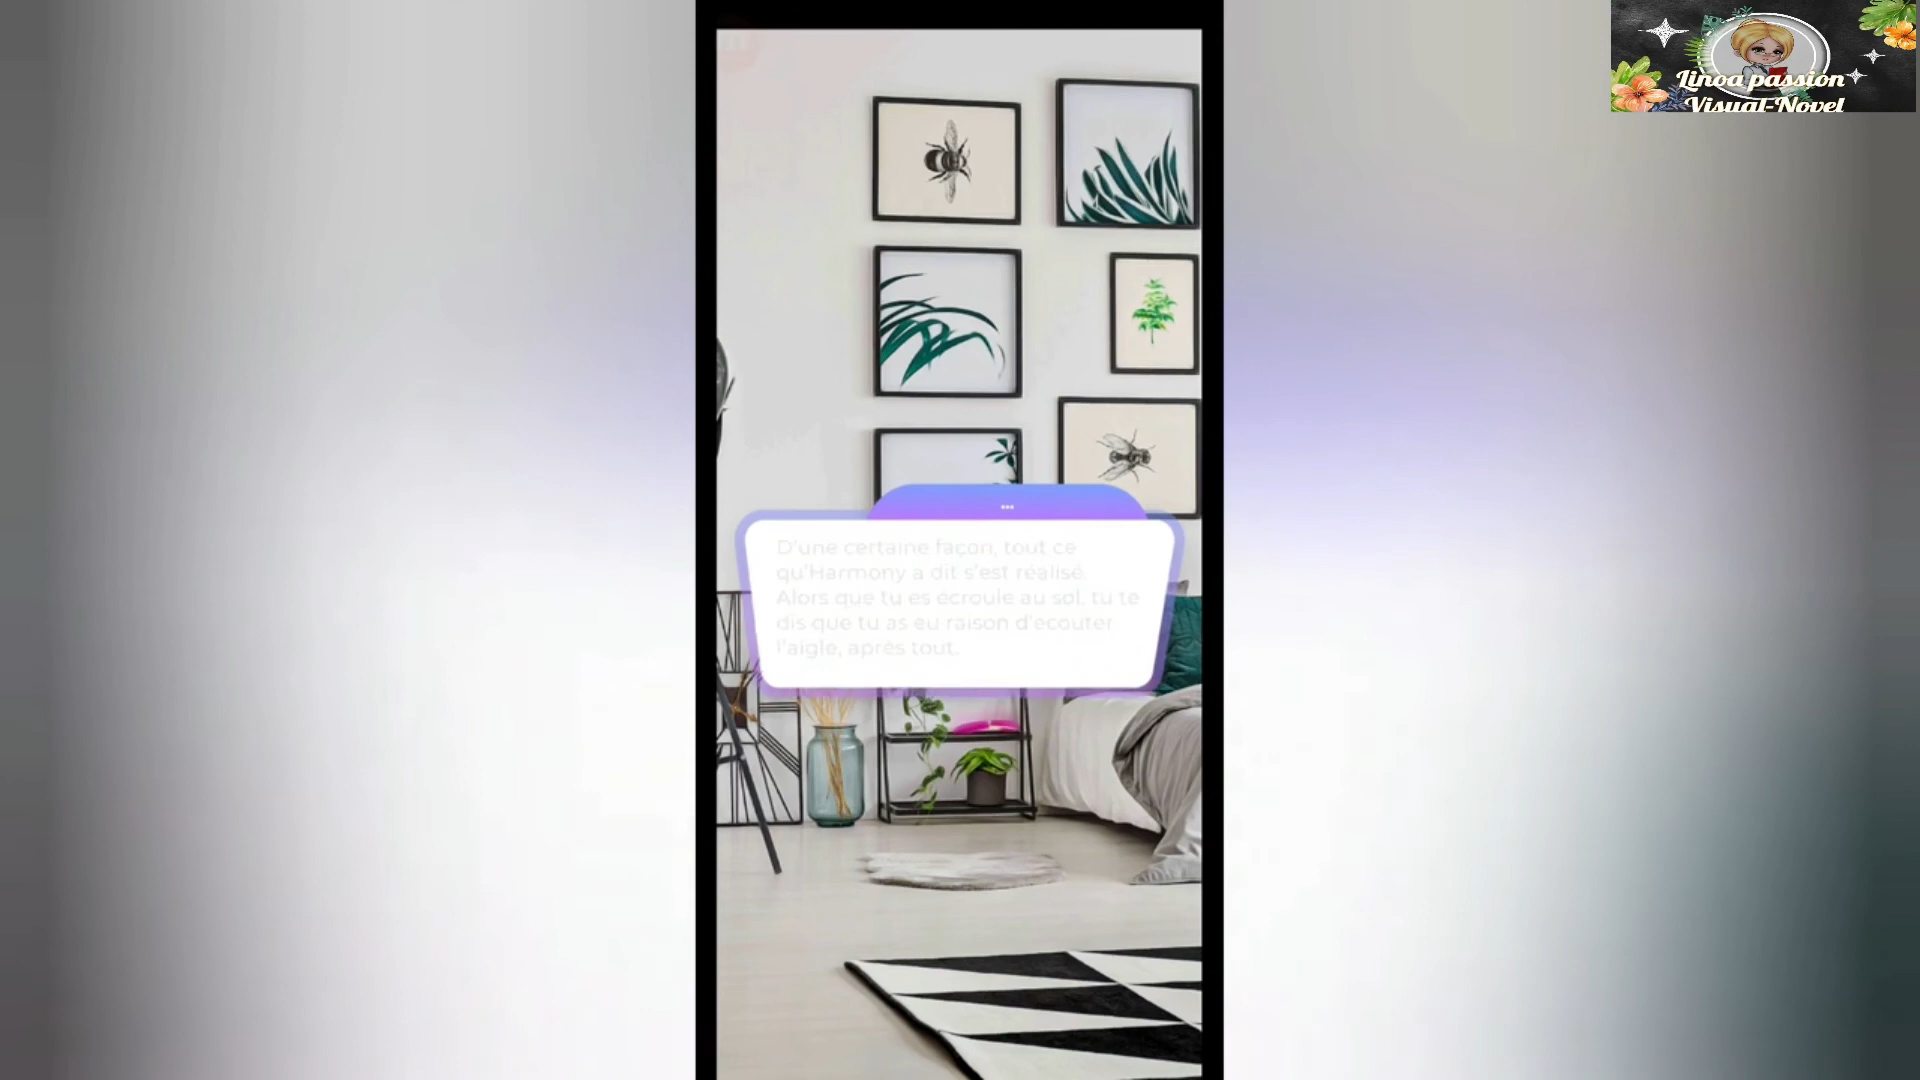 Linoa passion
Visual-Novel
...
D'une certaine façon, tout ce
qu'Harmony a dit s'est réalisé.
Alors que tu es écroulé au sol, tu te
dis que tu as eu raison d'écouter
l'aigle, après tout.